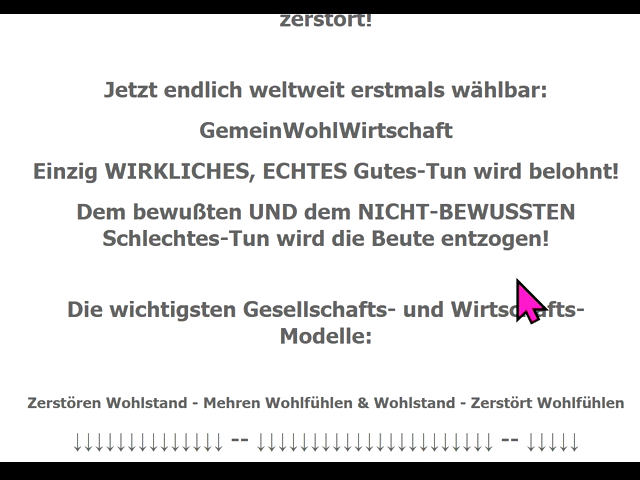 zerstört!
Jetzt endlich weltweit erstmals wählbar:
GemeinWohlWirtschaft
Einzig WIRKLICHES, ECHTES Gutes-Tun wird belohnt!
Dem bewußten UND dem NICHT-BEWUSSTEN
Schlechtes-Tun wird die Beute entzogen!
Die wichtigsten Gesellschafts- und Wirtschafts-
Modelle:
Zerstören Wohlstand - Mehren Wohlfühlen & Wohlstand - Zerstört Wohlfühlen
↓↓↓↓↓↓↓↓↓↓↓↓↓↓ -- ↓↓↓↓↓↓↓↓↓↓↓↓↓↓↓↓↓↓↓↓↓↓ -- ↓↓↓↓↓